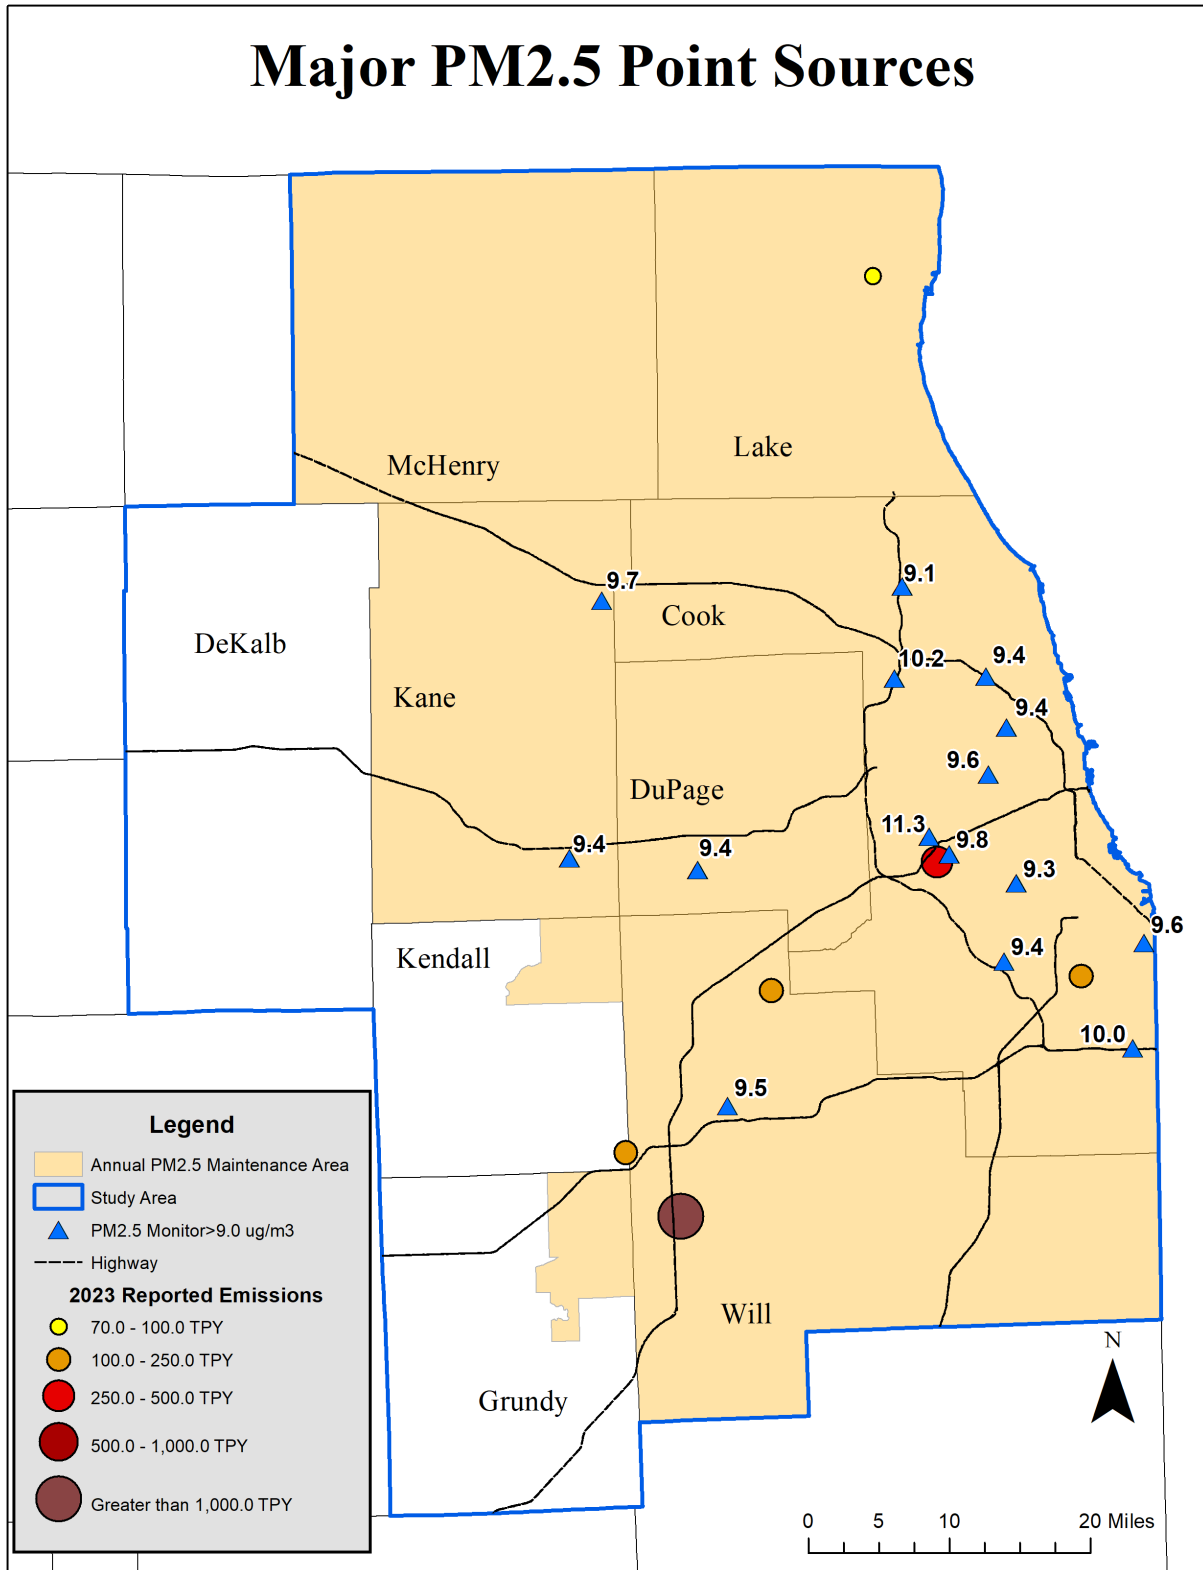 Major PM2.5 Point Sources
McHenry
Lake
9.7
9.1
Cook
DeKalb
10.2
9.4
Kane
9.4
9.6
DuPage
11.3
9.8
9.4
9.4
9.3
9.6
Kendall
9.4
10.0
9.5
Will
Grundy
Legend
Annual PM2.5 Maintenance Area
Study Area
PM2.5 Monitor>9.0 ug/m3
Highway
2023 Reported Emissions
70.0 - 100.0 TPY
100.0 - 250.0 TPY
250.0 - 500.0 TPY
500.0 - 1,000.0 TPY
Greater than 1,000.0 TPY
N
0 5 10 20 Miles